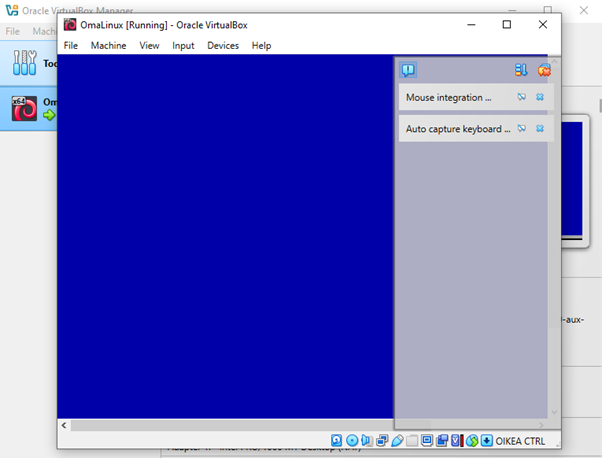 Oracle VirtualBox Manager
File Machi
OmaLinux [Running] - Oracle VirtualBox
File Machine View Input Devices Help
Too
x64
Om
Mouse integration ...
Auto capture keyboard ...
0-aux-
OIKEA CTRL